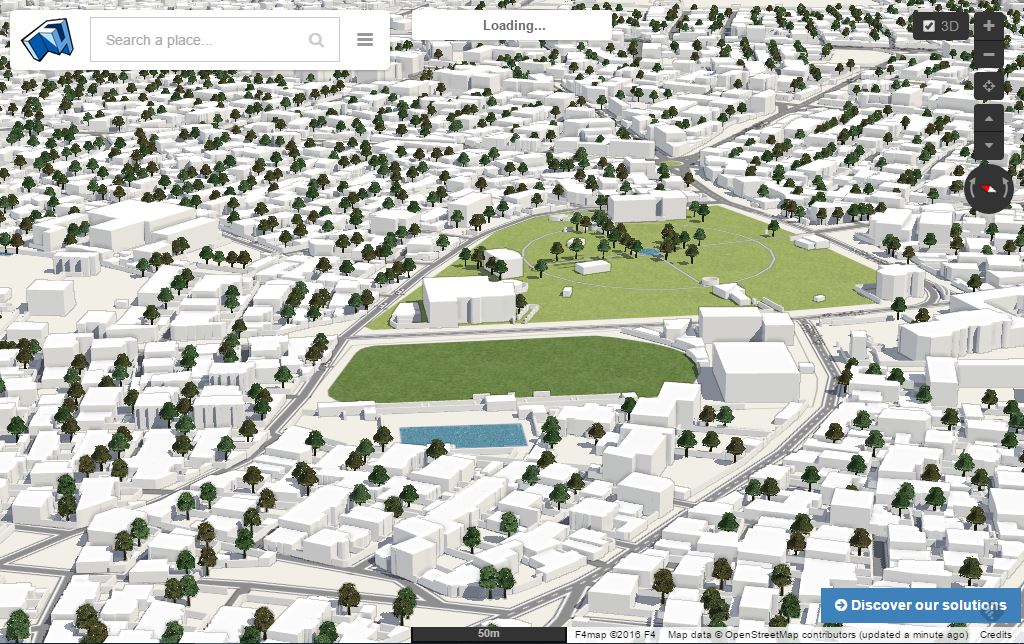 Search a place...
Loading...
3D
Discover our solutions
50m
F4map ©2016 F4 Map data © OpenStreetMap contributors (updated a minute ago) Credits